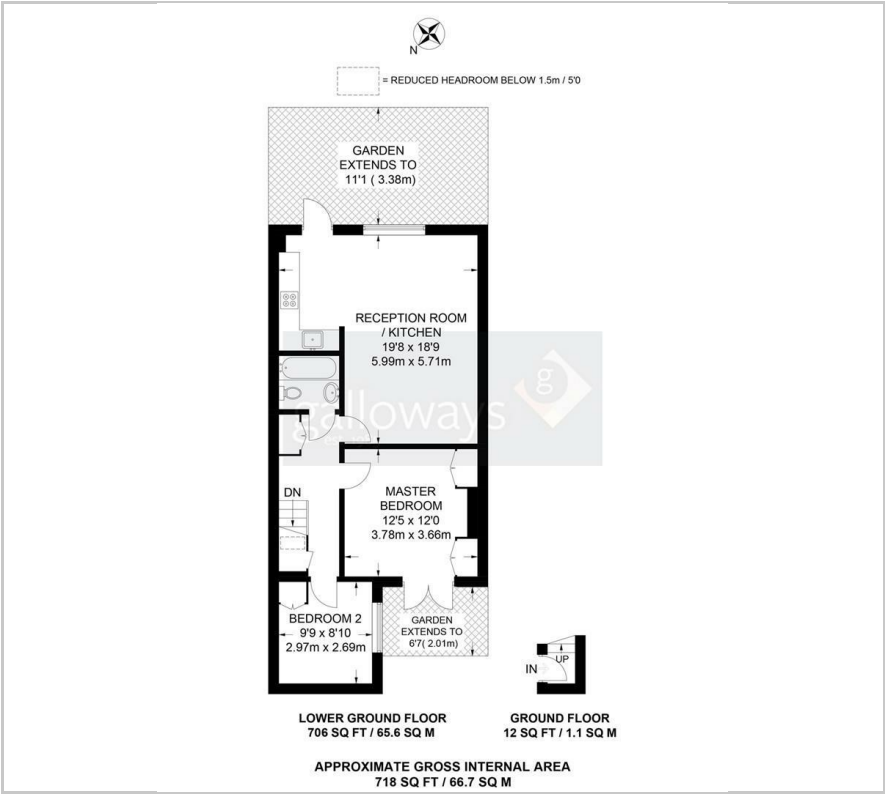 N
= REDUCED HEADROOM BELOW 1.5m / 5'0
GARDEN
EXTENDS TO
11'1 ( 3.38m)
RECEPTION ROOM
/ KITCHEN
19'8 x 18'9
5.99m x 5.71m
g
galloways
DN
MASTER
BEDROOM
12'5 x 12'0
3.78m x 3.66m
BEDROOM 2
9'9 x 8'10
2.97m x 2.69m
GARDEN
EXTENDS TO
6'7( 2.01m)
IN
UP
LOWER GROUND FLOOR
706 SQ FT / 65.6 SQ M
GROUND FLOOR
12 SQ FT / 1.1 SQ M
APPROXIMATE GROSS INTERNAL AREA
718 SQ FT / 66.7 SQ M